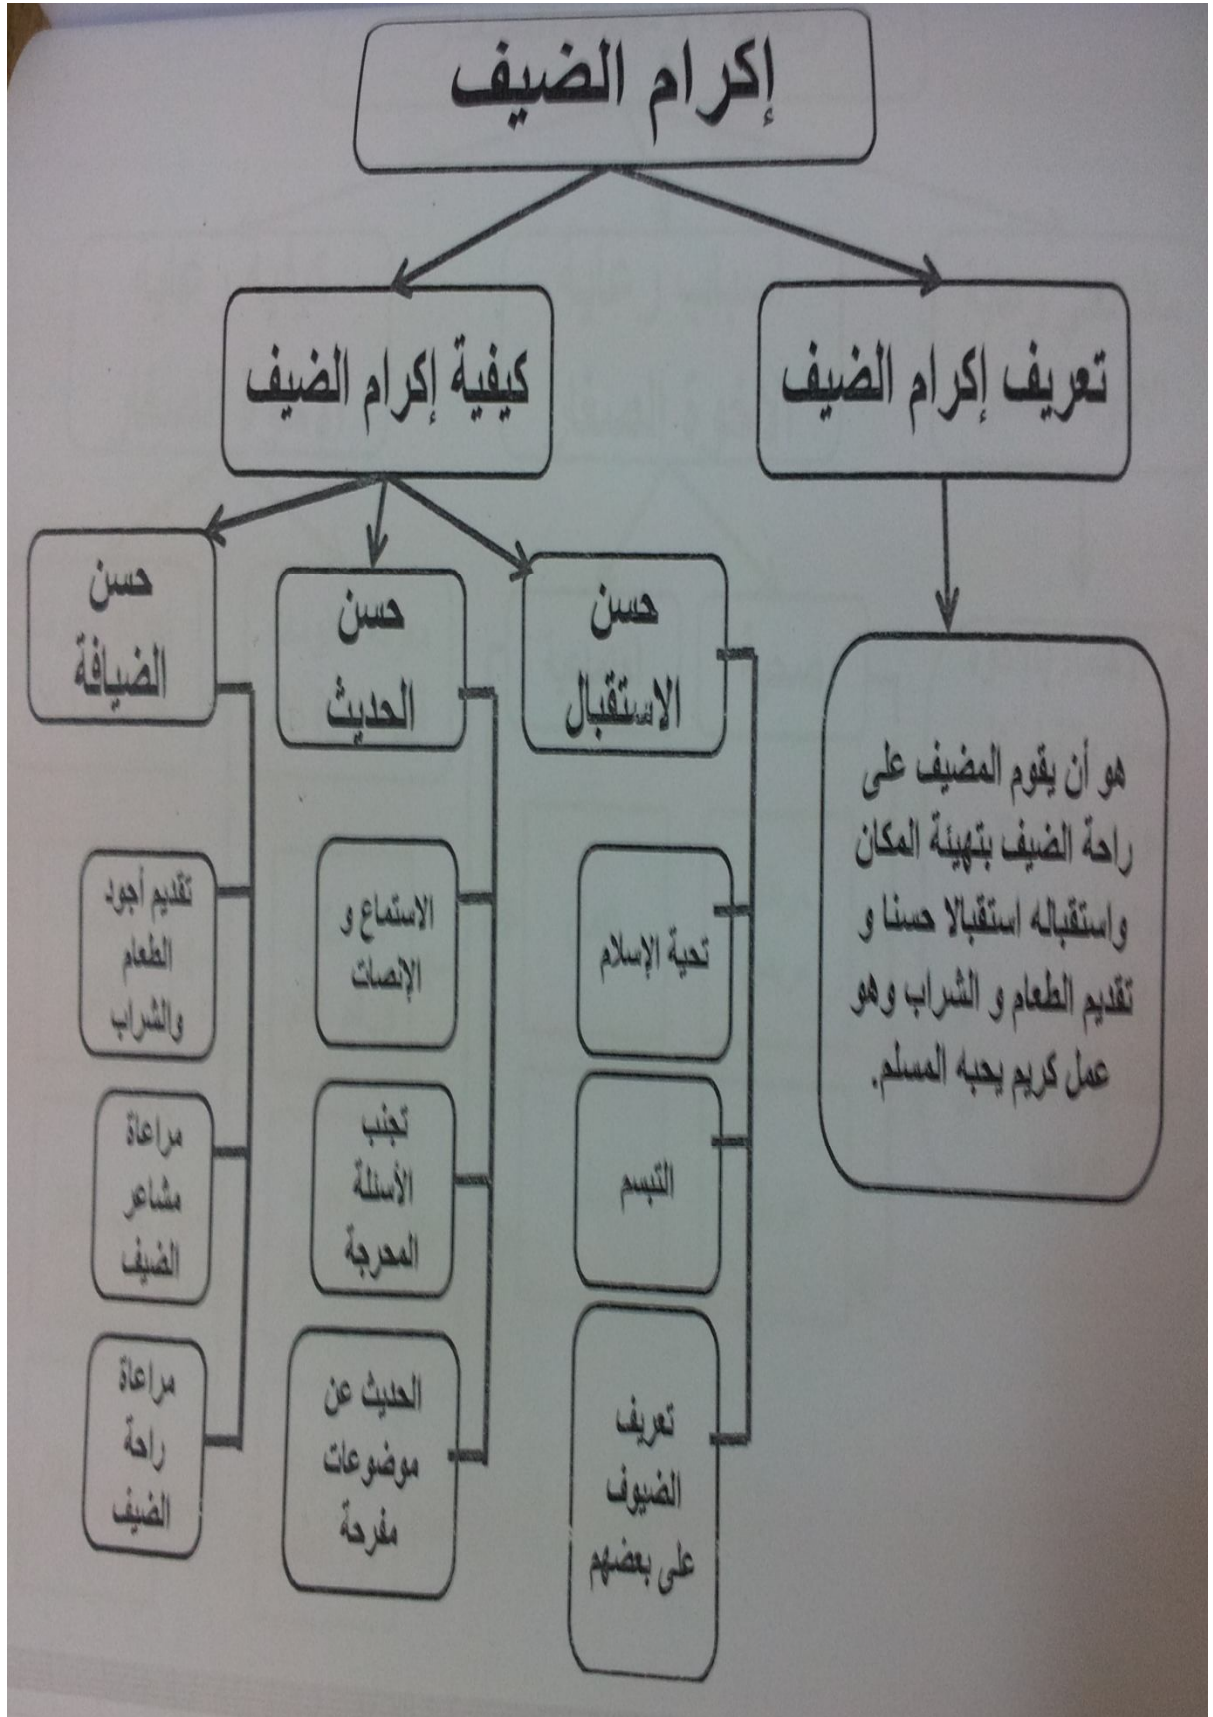 إكرام الضيف
تعريف إكرام الضيف
هو أن يقوم المضيف على
راحة الضيف بتهيئة المكان
واستقباله استقبالا حسنا و
تقديم الطعام و الشراب وهو
عمل كريم يحبه المسلم.
كيفية إكرام الضيف
حسن
الاستقبال
تحية الإسلام
التبسم
تعريف
الضيوف
على بعضهم
حسن
الحديث
الاستماع و
الإنصات
تجنب
الأسئلة
المحرجة
الحديث عن
موضوعات
مفرحة
حسن
الضيافة
تقديم أجود
الطعام
والشراب
مراعاة
مشاعر
الضيف
مراعاة
راحة
الضيف